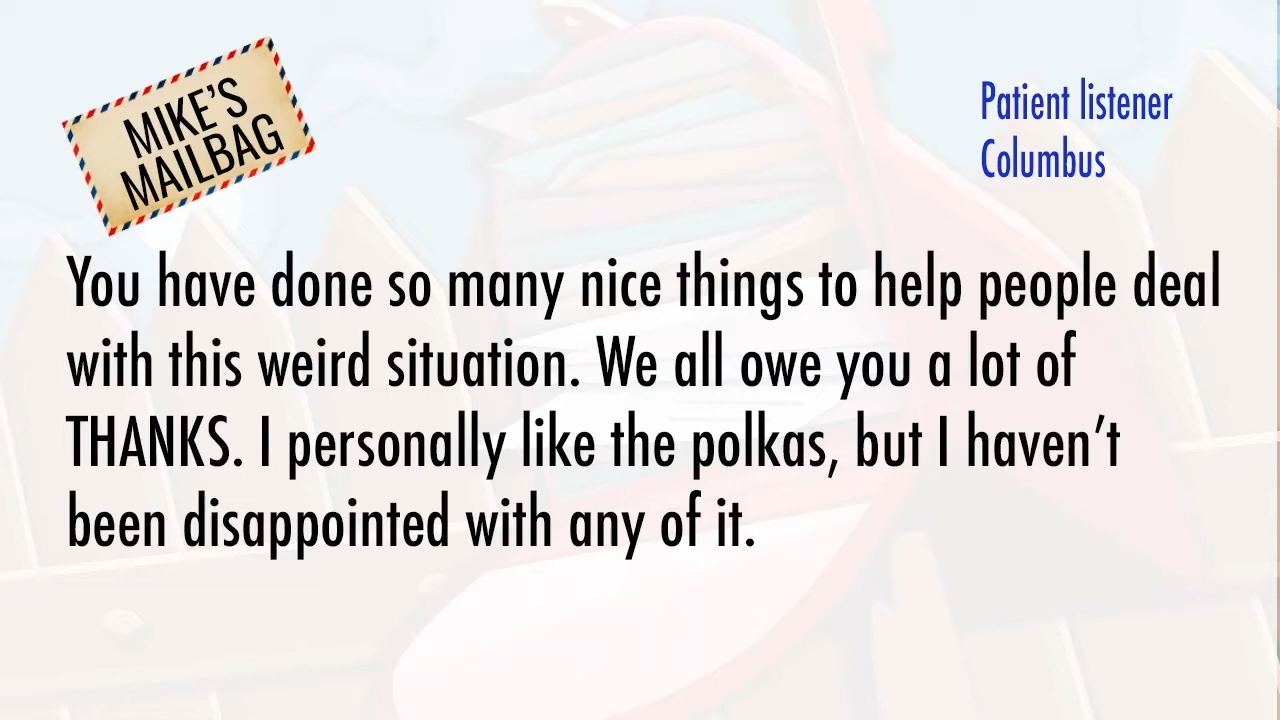 MIKE'S
MAILBAG
Patient listener
Columbus
You have done so many nice things to help people deal
with this weird situation. We all owe you a lot of
THANKS. I personally like the polkas, but I haven't
been disappointed with any of it.